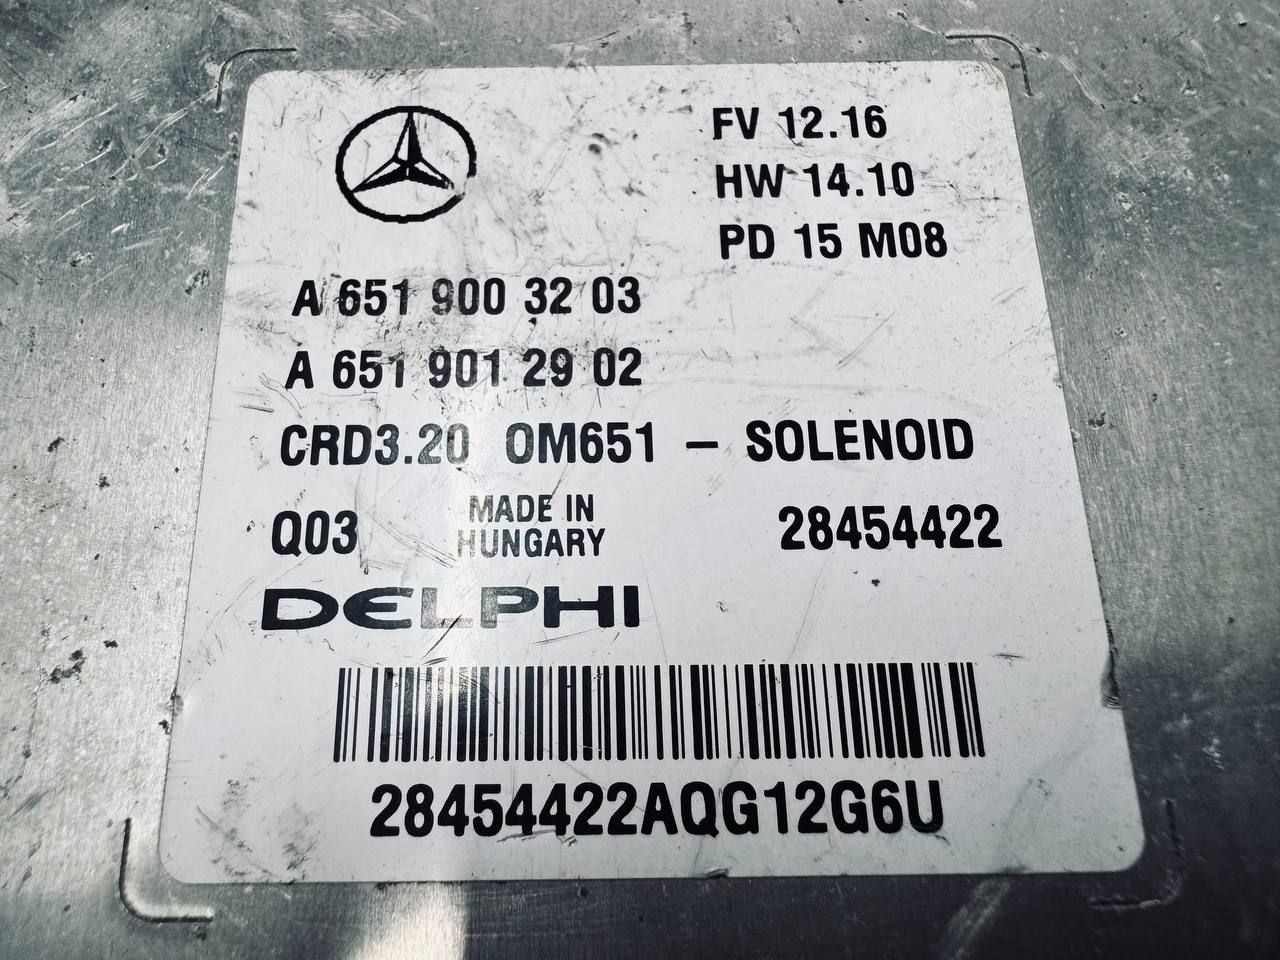 FV 12.16
HW 14.10
PD 15 M08
A 651 900 32 03
A 651 901 29 02
CRD3.20 OM651 – SOLENOID
Q03 MADE IN HUNGARY 28454422
DELPHI
28454422AQG12G6U